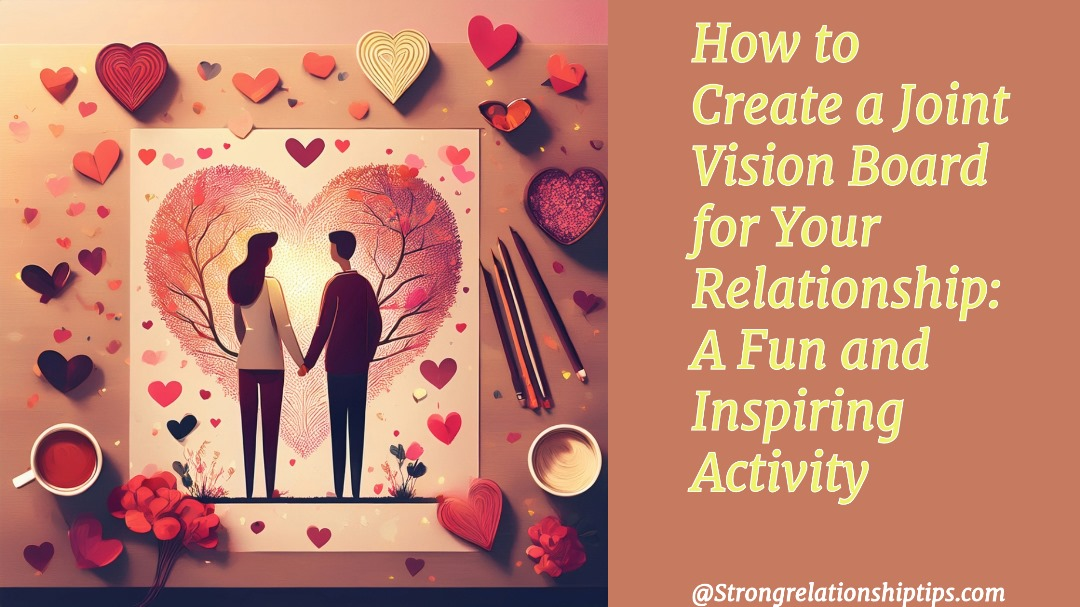 How to
Create a Joint
Vision Board
for Your
Relationship:
A Fun and
Inspiring
Activity
@Strongrelationshiptips.com